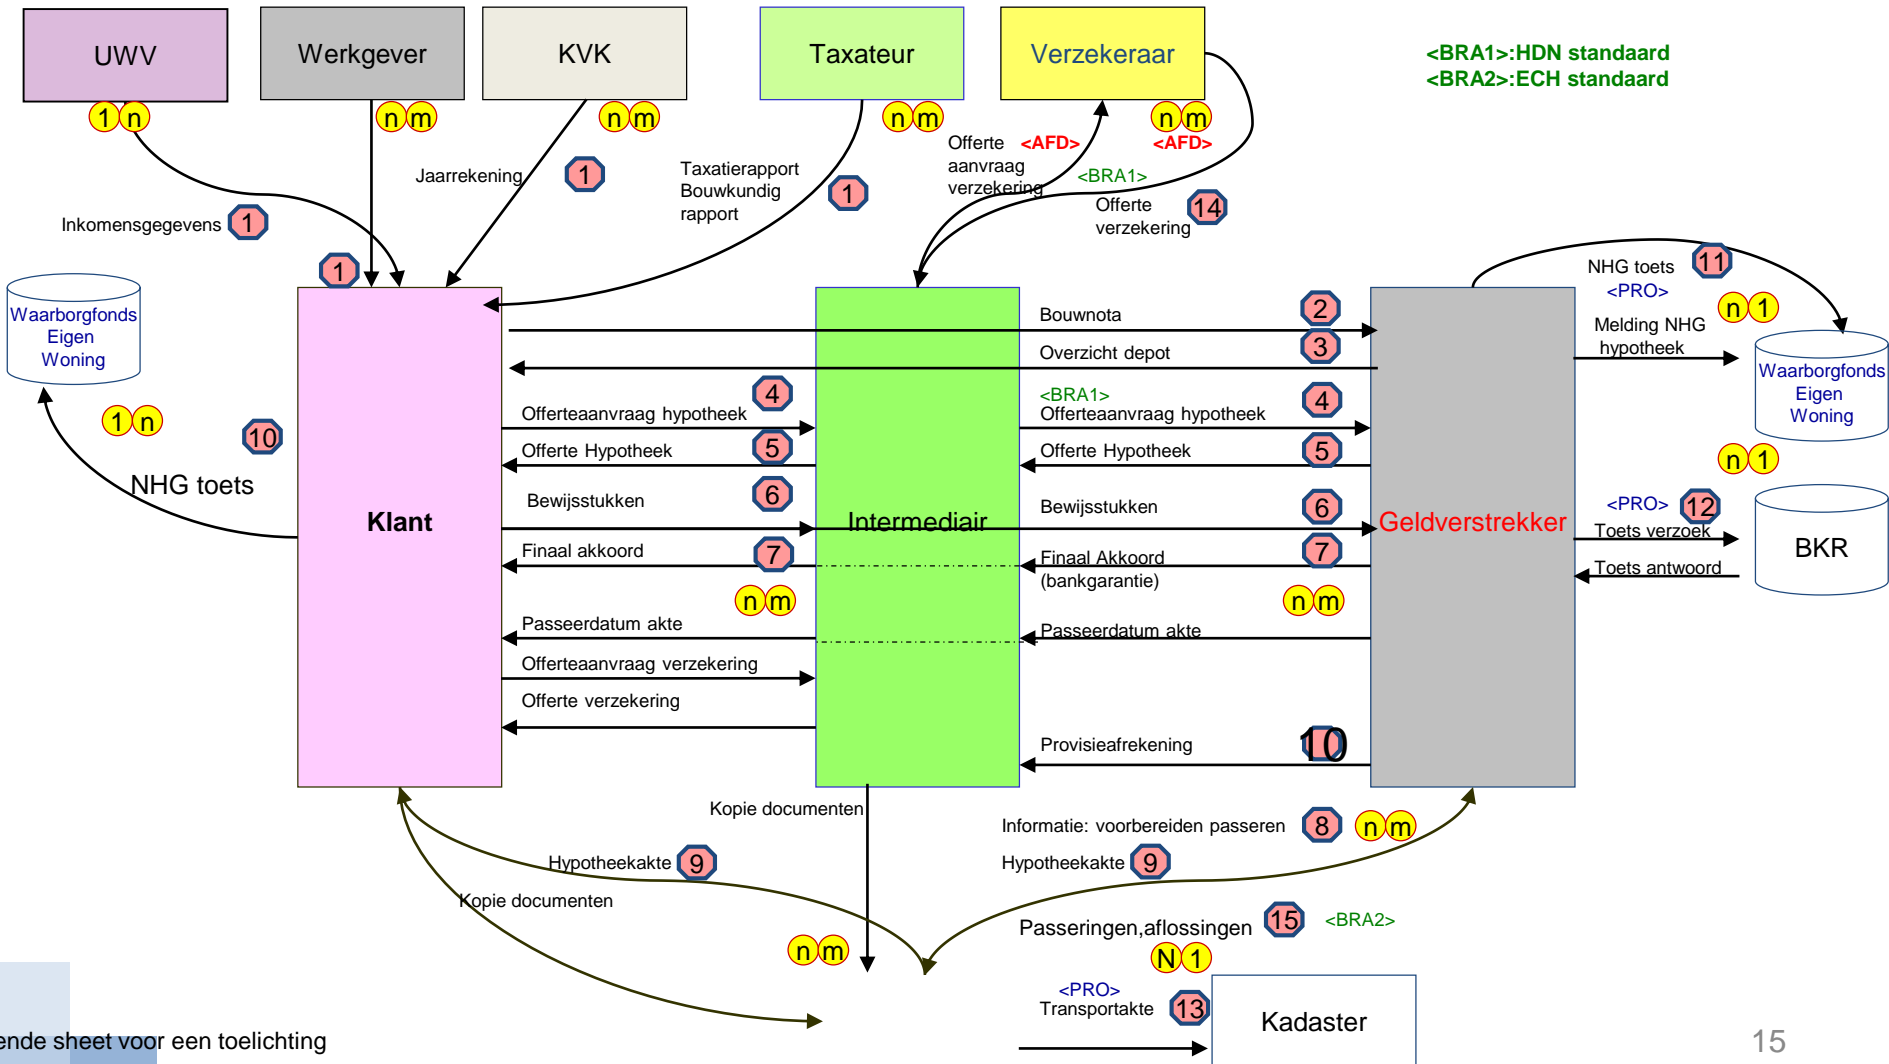 UWV
Werkgever
KVK
Taxateur
Verzekeraar
<BRA1>:HDN standaard
<BRA2>:ECH standaard
1 n
n m
n m
n m
n m
Offerte
aanvraag
verzekering
<AFD>
<AFD>
<BRA1>
Offerte
verzekering
14
Jaarrekening
1
Taxatierapport
Bouwkundig
rapport
1
Inkomensgegevens
1
1
Waarborgfonds
Eigen
Woning
1 n
10
NHG toets
Klant
Intermediair
Geldverstrekker
NHG toets
11
<PRO>
n 1
Melding NHG
hypotheek
Waarborgfonds
Eigen
Woning
n 1
<PRO>
12
Toets verzoek
Toets antwoord
BKR
Bouwnota
2
Overzicht depot
3
Offerteaanvraag hypotheek
4
<BRA1>
Offerteaanvraag hypotheek
4
Offerte Hypotheek
5
Offerte Hypotheek
5
Bewijsstukken
6
Bewijsstukken
6
Finaal akkoord
7
Finaal Akkoord
(bankgarantie)
7
n m
n m
Passeerdatum akte
Passeerdatum akte
Offerteaanvraag verzekering
Offerte verzekering
Provisieafrekening
10
Kopie documenten
Informatie: voorbereiden passeren
8
n m
Hypotheekakte
9
Hypotheekakte
9
Kopie documenten
n m
Passeringen,aflossingen
15
<BRA2>
N 1
<PRO>
Transportakte
13
Kadaster
ende sheet voor een toelichting
15